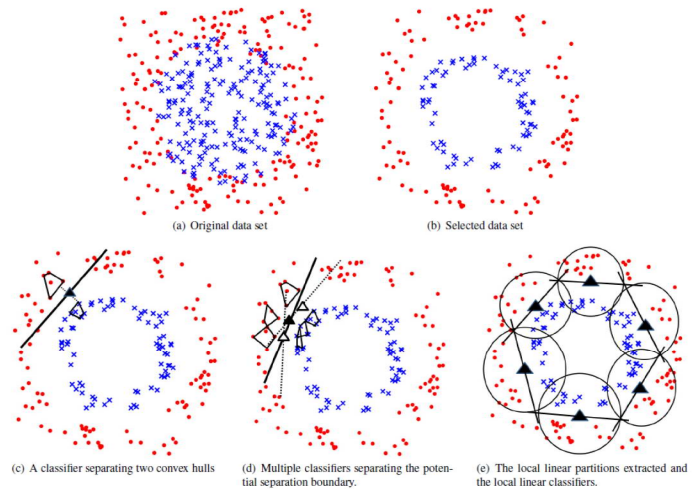 (a) Original data set
(b) Selected data set
(c) A classifier separating two convex hulls
(d) Multiple classifiers separating the poten-
tial separation boundary.
(e) The local linear partitions extracted and
the local linear classifiers.